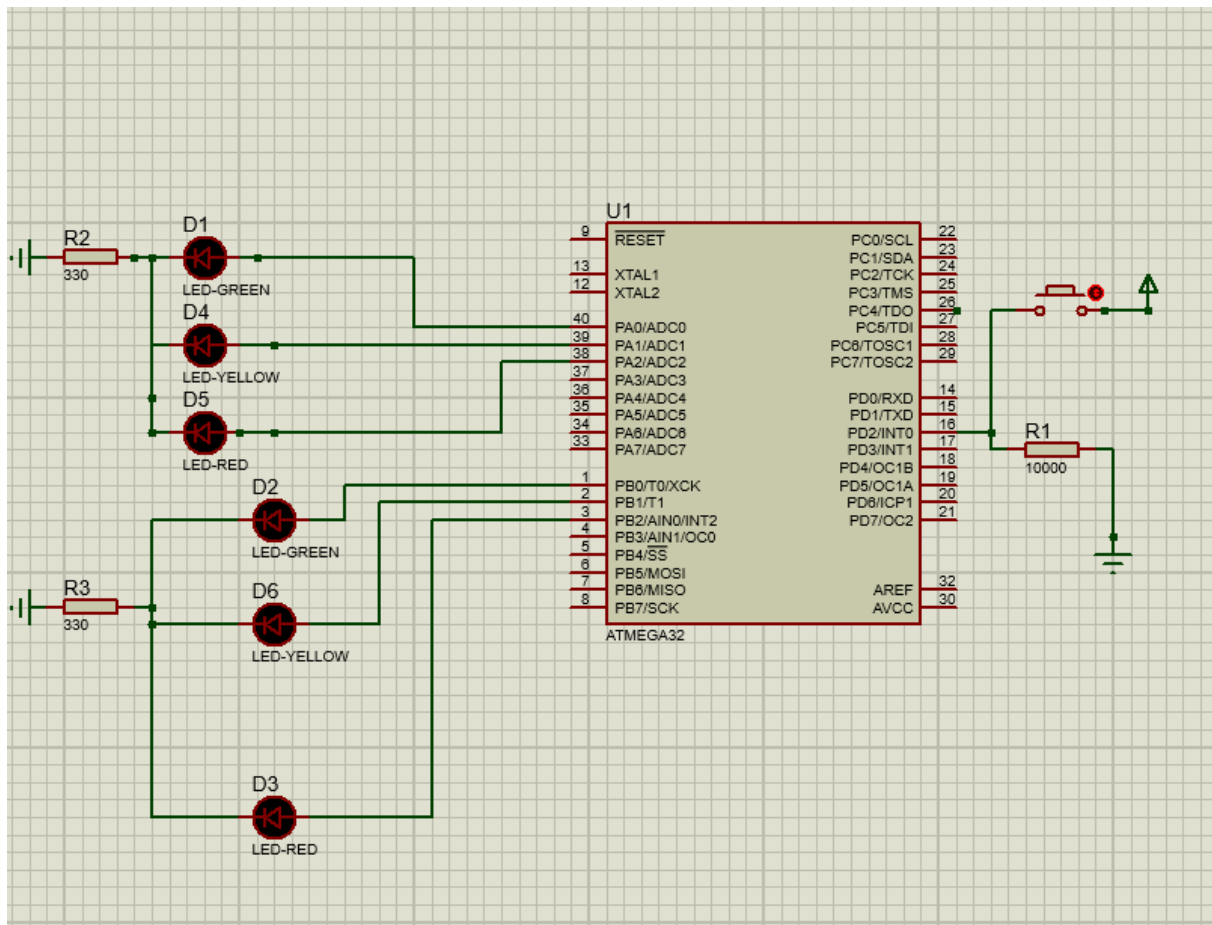 R2
330
D1
LED-GREEN
D4
LED-YELLOW
D5
LED-RED
D2
LED-GREEN
R3
330
D6
LED-YELLOW
D3
LED-RED
U1
9 RESET
13 XTAL1
12 XTAL2
40 PA0/ADC0
39 PA1/ADC1
38 PA2/ADC2
37 PA3/ADC3
36 PA4/ADC4
35 PA5/ADC5
34 PA6/ADC6
33 PA7/ADC7
1 PB0/T0/XCK
2 PB1/T1
3 PB2/AIN0/INT2
4 PB3/AIN1/OC0
5 PB4/SS
6 PB5/MOSI
7 PB6/MISO
8 PB7/SCK
PC0/SCL 22
PC1/SDA 23
PC2/TCK 24
PC3/TMS 25
PC4/TDO 26
PC5/TDI 27
PC6/TOSC1 28
PC7/TOSC2 29
PD0/RXD 14
PD1/TXD 15
PD2/INT0 16
PD3/INT1 17
PD4/OC1B 18
PD5/OC1A 19
PD6/ICP1 20
PD7/OC2 21
AREF 32
AVCC 30
ATMEGA32
R1
10000